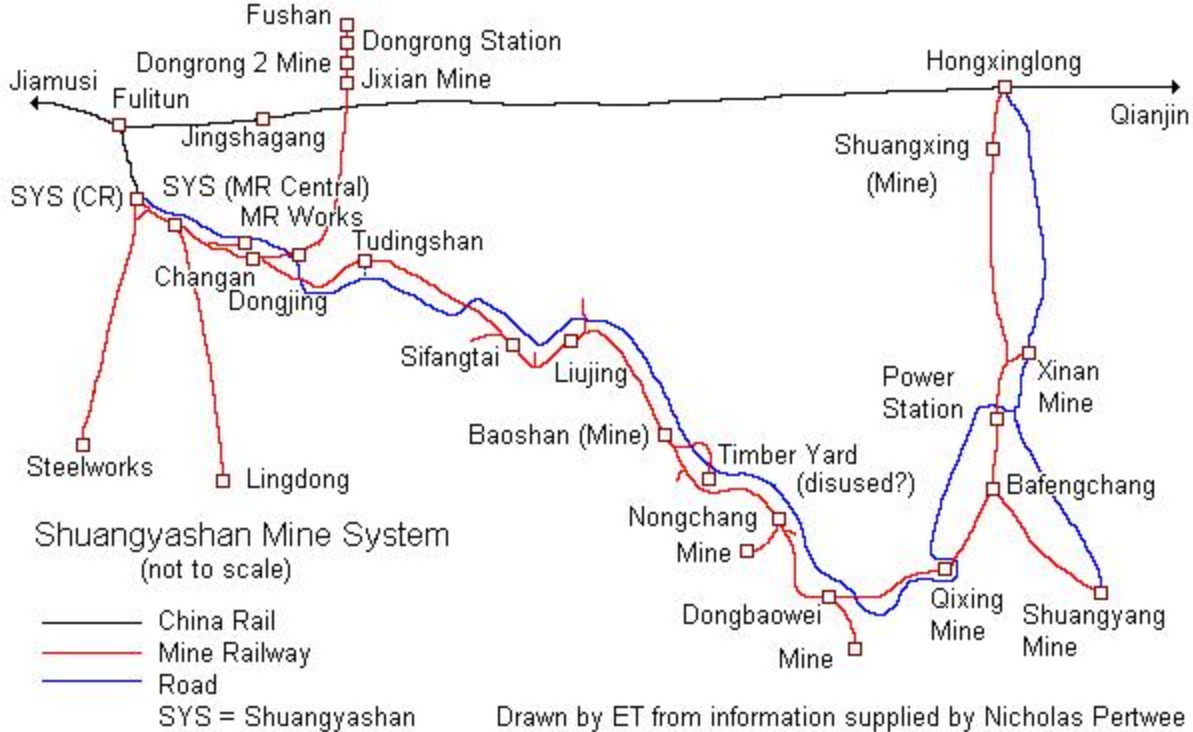 Fushan
Dongrong Station
Dongrong 2 Mine
Jixian Mine
Jiamusi
Fulitun
Jingshagang
Hongxinglong
Qianjin
Shuangxing
(Mine)
SYS (CR)
SYS (MR Central)
MR Works
Tudingshan
Changan
Dongjing
Sifangtai
Liujing
Xinan
Mine
Power
Station
Baoshan (Mine)
Timber Yard
(disused?)
Steelworks
Lingdong
Bafengchang
Nongchang
Mine
Dongbaowei
Mine
Qixing
Mine
Shuangyang
Mine
Shuangyashan Mine System
(not to scale)
China Rail
Mine Railway
Road
SYS = Shuangyashan
Drawn by ET from information supplied by Nicholas Pertwee